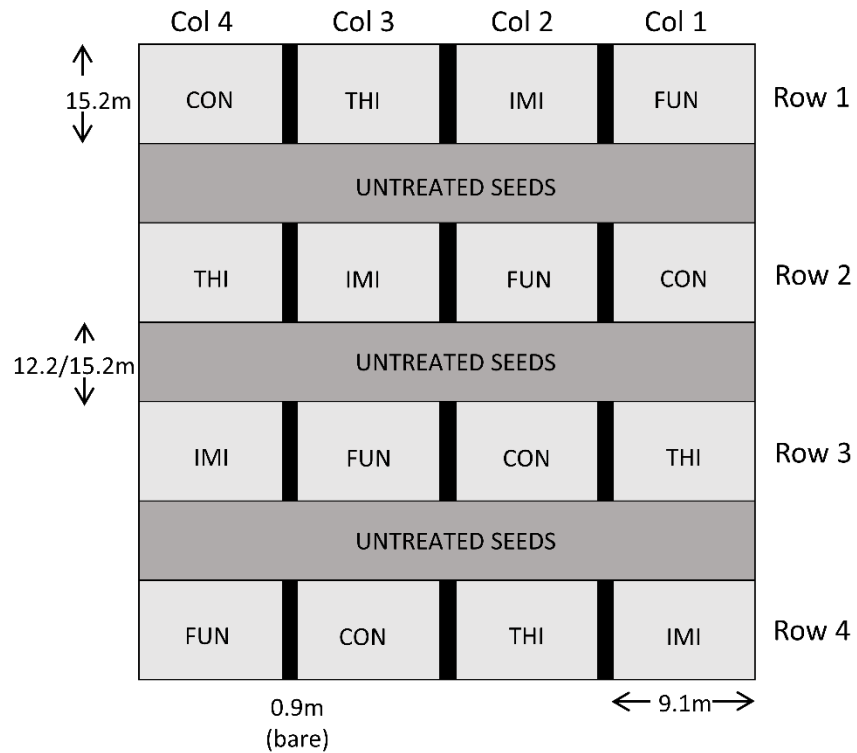 Col 4 Col 3 Col 2 Col 1
15.2m
CON THI IMI FUN Row 1
UNTREATED SEEDS
THI IMI FUN CON Row 2
12.2/15.2m
UNTREATED SEEDS
IMI FUN CON THI Row 3
UNTREATED SEEDS
FUN CON THI IMI Row 4
0.9m 9.1m
(bare)